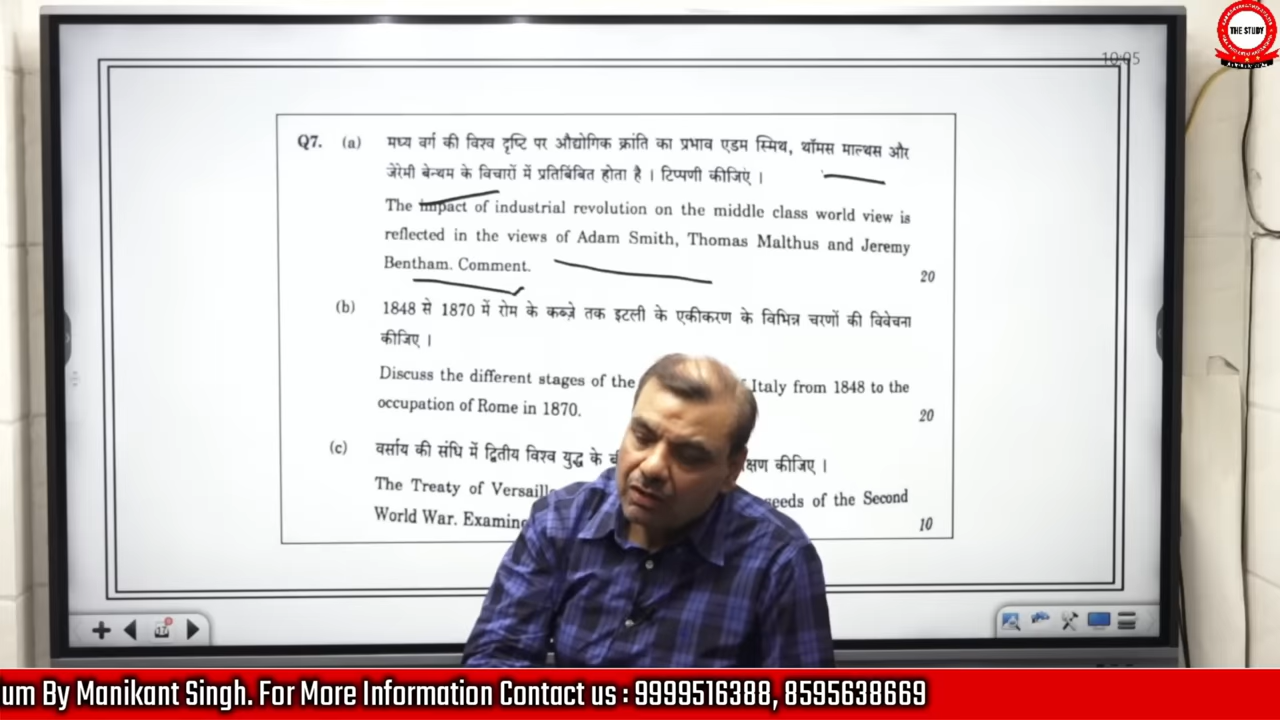 THE STUDY
10:05
Q7. (a) मध्य वर्ग की विश्व दृष्टि पर औद्योगिक क्रांति का प्रभाव एडम स्मिथ, थॉमस माल्थस और
जेरेमी बेन्थम के विचारों में प्रतिबिंबित होता है । टिप्पणी कीजिए ।
The impact of industrial revolution on the middle class world view is
reflected in the views of Adam Smith, Thomas Malthus and Jeremy
Bentham. Comment. 20
(b) 1848 से 1870 में रोम के कब्ज़े तक इटली के एकीकरण के विभिन्न चरणों की विवेचना
कीजिए ।
Discuss the different stages of the Italy from 1848 to the
occupation of Rome in 1870. 20
(c) वर्साय की संधि में द्वितीय विश्व युद्ध के कीजिए ।
The Treaty of seeds of the Second
World War. 10
um By Manikant Singh. For More Information Contact us : 9999516388, 8595638669